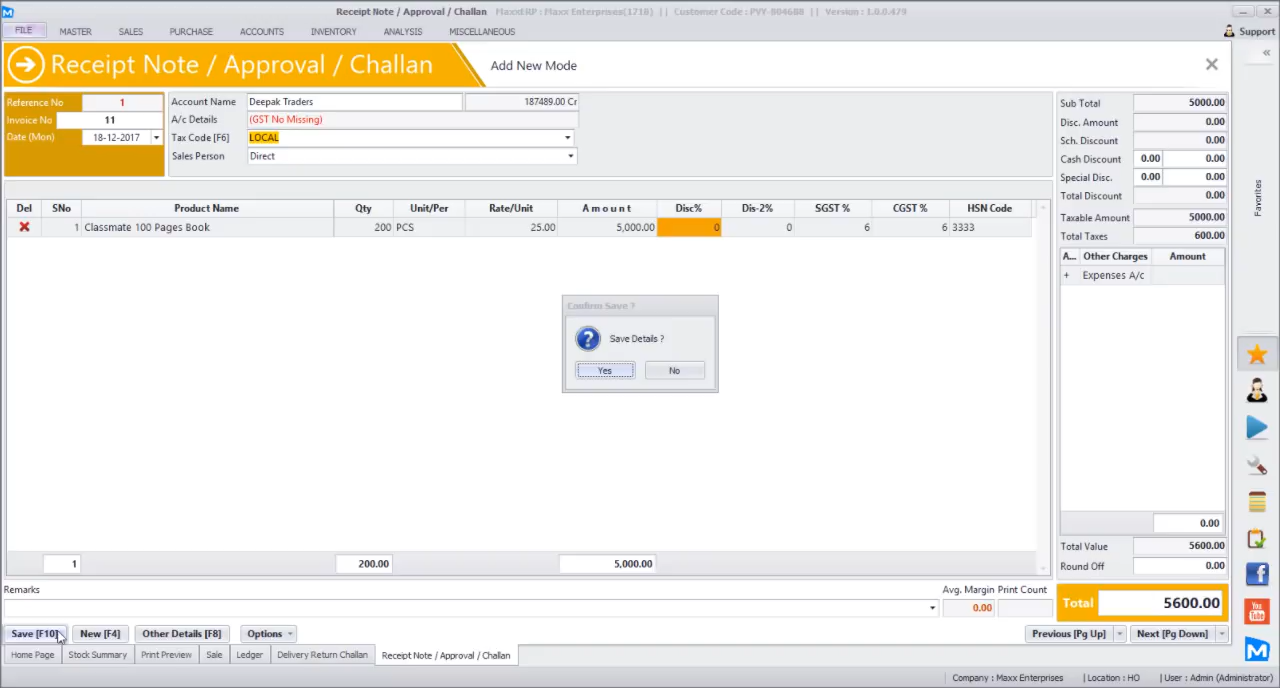 Receipt Note / Approval / Challan MaxxERP : Maxx Enterprises(1718) || Customer Code : PVY-804688 || Version : 1.0.0.479
FILE MASTER SALES PURCHASE ACCOUNTS INVENTORY ANALYSIS MISCELLANEOUS
Support
Receipt Note / Approval / Challan Add New Mode
Reference No 1 Account Name Deepak Traders 187489.00 Cr
Invoice No 11 A/c Details (GST No Missing)
Date (Mon) 18-12-2017 Tax Code [F6] LOCAL
Sales Person Direct
Sub Total 5000.00
Disc. Amount 0.00
Sch. Discount 0.00
Cash Discount 0.00 0.00
Special Disc. 0.00 0.00
Total Discount 0.00
Taxable Amount 5000.00
Total Taxes 600.00
Favorites
Del SNo Product Name Qty Unit/Per Rate/Unit Amount Disc% Dis-2% SGST % CGST % HSN Code
1 Classmate 100 Pages Book 200 PCS 25.00 5,000.00 0 0 6 6 3333
A... Other Charges Amount
+ Expenses A/c
Confirm Save ?
Save Details ?
Yes No
0.00
1 200.00 5,000.00
Total Value 5600.00
Round Off 0.00
Remarks Avg. Margin Print Count
0.00
Total 5600.00
Save [F10] New [F4] Other Details [F8] Options Previous [Pg Up] Next [Pg Down]
Home Page Stock Summary Print Preview Sale Ledger Delivery Return Challan Receipt Note / Approval / Challan
You Tube
Company : Maxx Enterprises | Location : HO | User : Admin (Administrator)